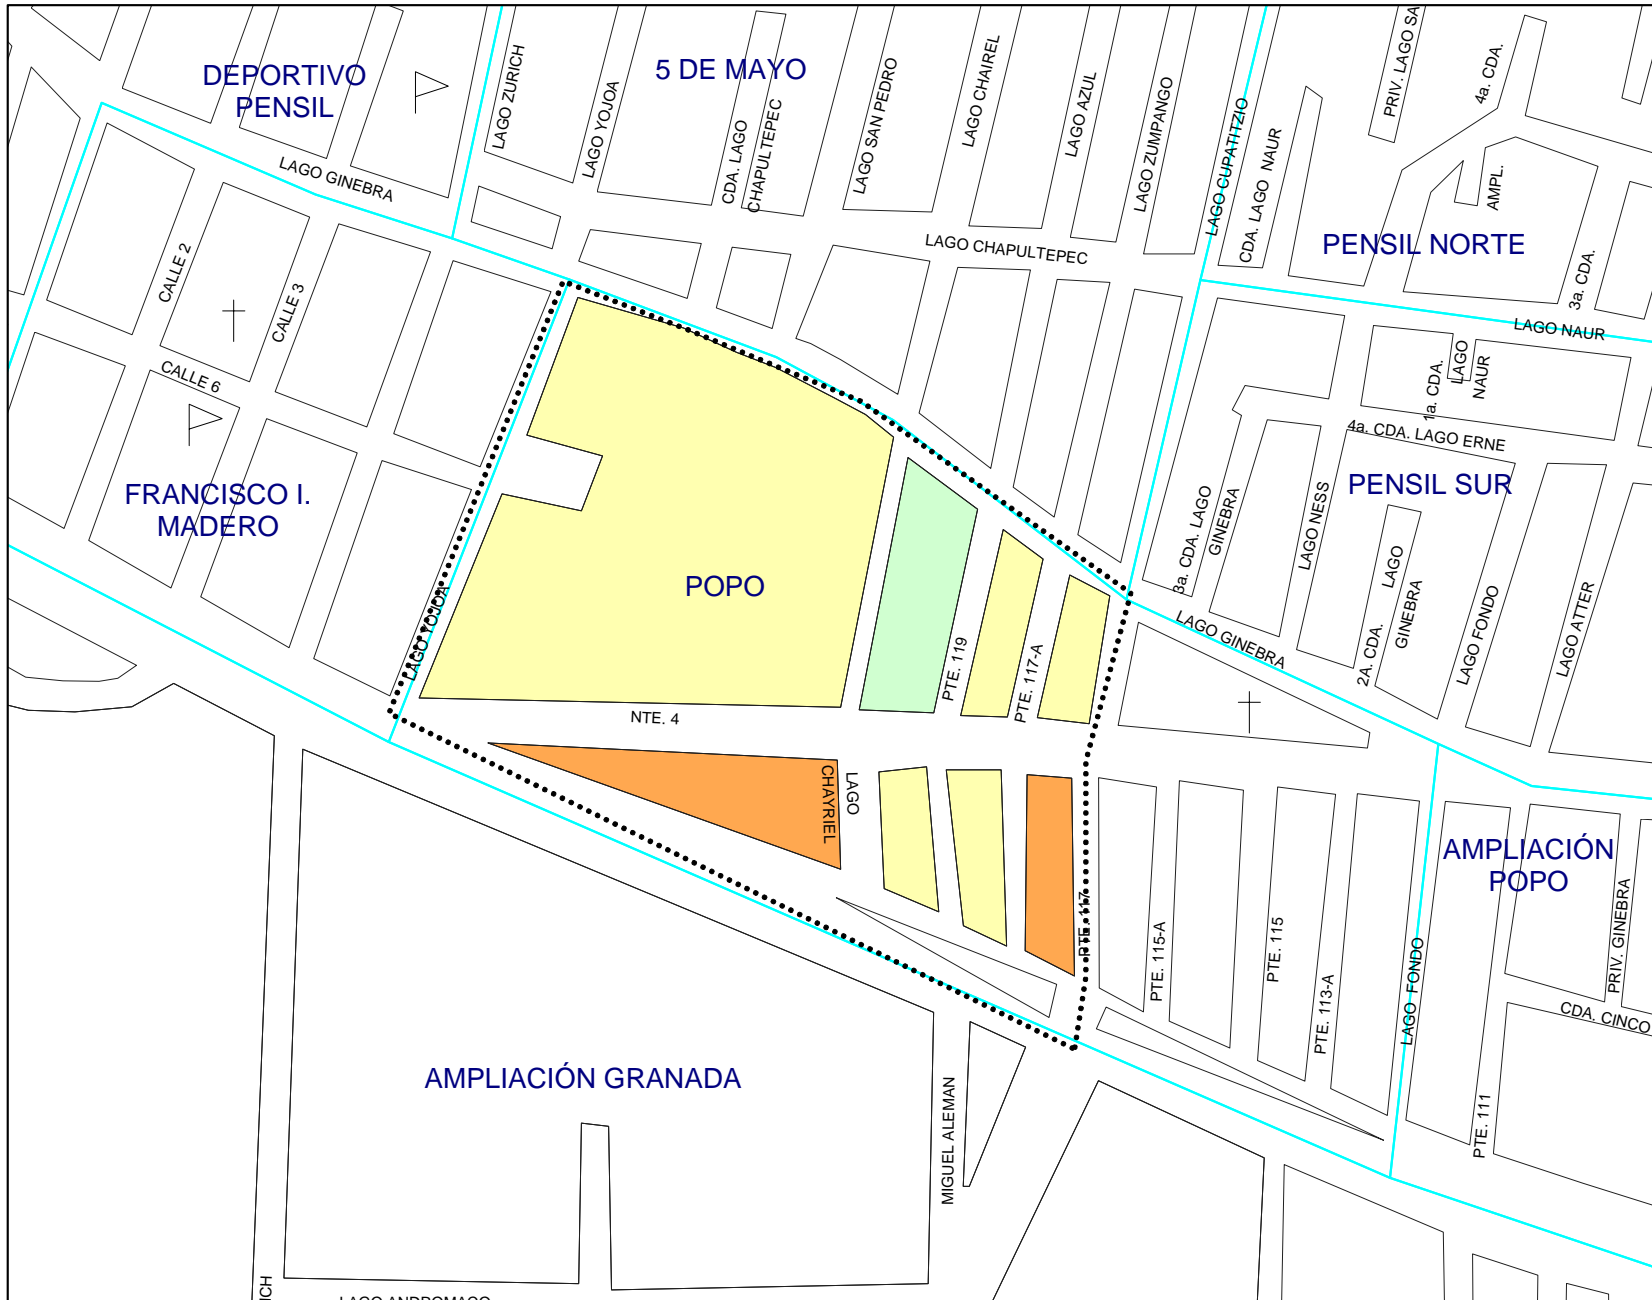 DEPORTIVO
PENSIL
5 DE MAYO
LAGO ZURICH
LAGO YOJOA
CDA. LAGO
CHAPULTEPEC
LAGO SAN PEDRO
LAGO CHAIREL
LAGO AZUL
LAGO ZUMPANGO
LAGO CUPATITZIO
CDA. LAGO NAUR
PRIV. LAGO SA
4a. CDA.
AMPL.
3a. CDA.
PENSIL NORTE
LAGO GINEBRA
LAGO CHAPULTEPEC
CALLE 2
CALLE 3
CALLE 6
LAGO NAUR
1a. CDA.
LAGO
NAUR
4a. CDA. LAGO ERNE
PENSIL SUR
FRANCISCO I.
MADERO
3a. CDA. LAGO
GINEBRA
LAGO NESS
2A. CDA. LAGO
GINEBRA
LAGO FONDO
LAGO ATTER
POPO
LAGO YOJOA
PTE. 119
PTE. 117-A
LAGO GINEBRA
NTE. 4
LAGO
CHAYRIEL
PTE. 117
PTE. 115-A
PTE. 115
PTE. 113-A
LAGO FONDO
AMPLIACIÓN
POPO
PRIV. GINEBRA
CDA. CINCO
PTE. 111
AMPLIACIÓN GRANADA
MIGUEL ALEMAN
ICH
LAGO ANDROMACO